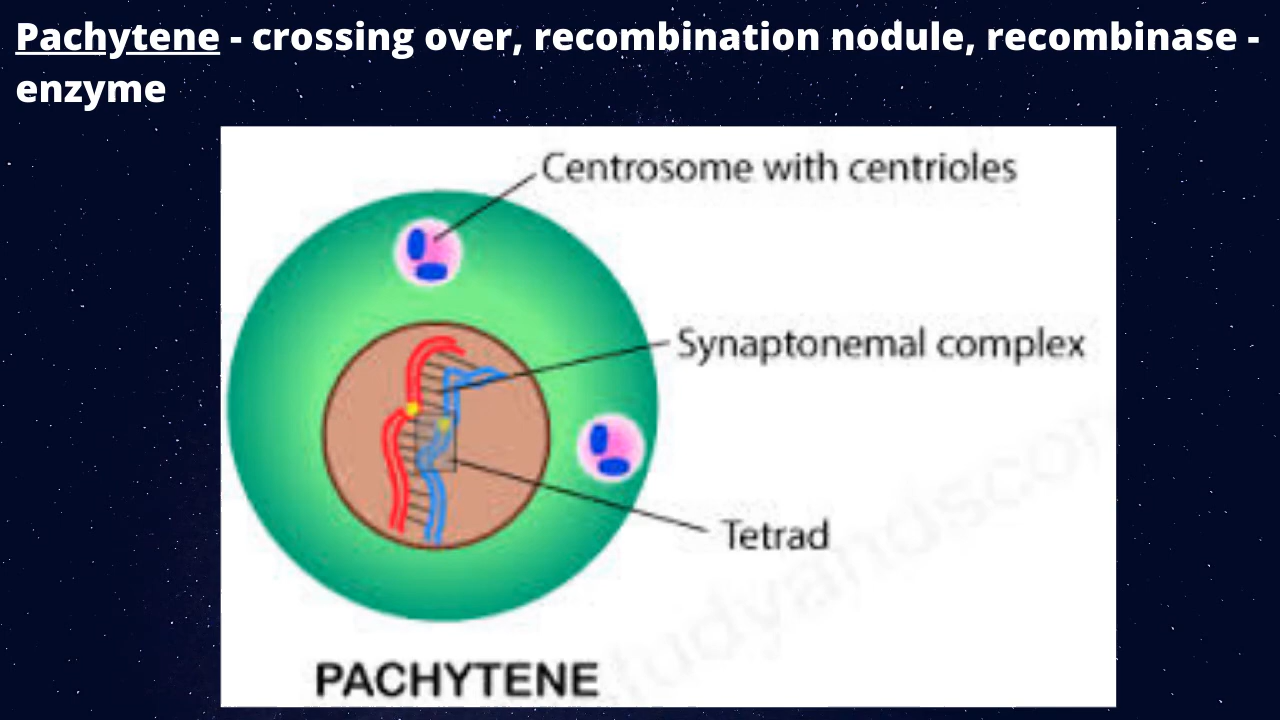 Pachytene - crossing over, recombination nodule, recombinase -
enzyme
Centrosome with centrioles
Synaptonemal complex
Tetrad
PACHYTENE